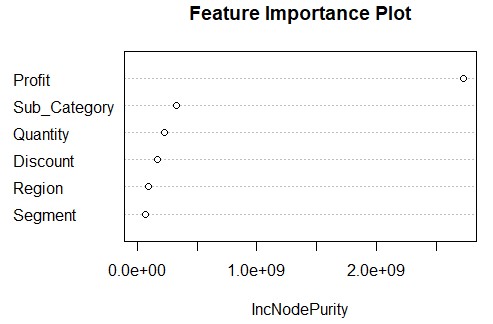 Feature Importance Plot
Profit
Sub_Category
Quantity
Discount
Region
Segment
0.0e+00 1.0e+09 2.0e+09
IncNodePurity